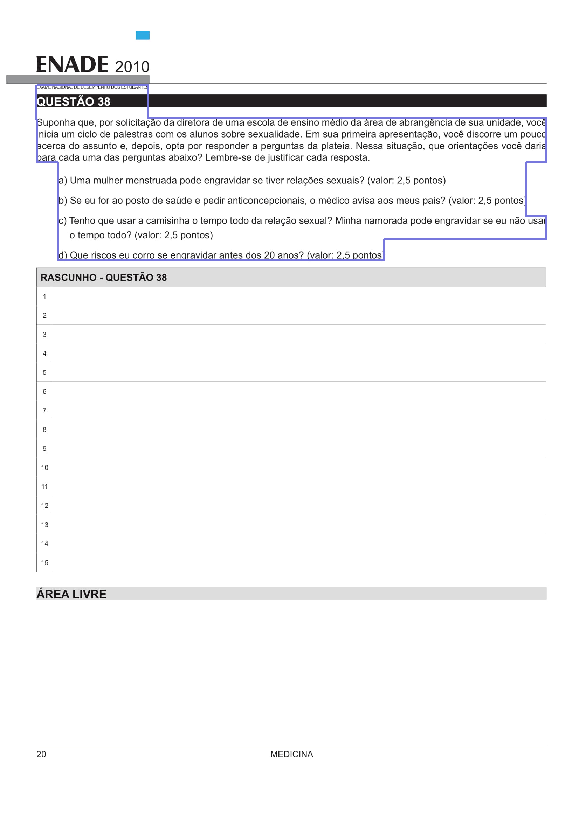 ENADE 2010
QUESTÃO 38
Suponha que, por solicitação da diretora de uma escola de ensino médio da área de abrangência de sua unidade, você
inicia um ciclo de palestras com os alunos sobre sexualidade. Em sua primeira apresentação, você discorre um pouco
acerca do assunto e, depois, opta por responder a perguntas da plateia. Nessa situação, que orientações você daria
para cada uma das perguntas abaixo? Lembre-se de justificar cada resposta.
a) Uma mulher menstruada pode engravidar se tiver relações sexuais? (valor: 2,5 pontos)
b) Se eu for ao posto de saúde e pedir anticoncepcionais, o médico avisa aos meus pais? (valor: 2,5 pontos)
c) Tenho que usar a camisinha o tempo todo da relação sexual? Minha namorada pode engravidar se eu não usar
o tempo todo? (valor: 2,5 pontos)
d) Que riscos eu corro se engravidar antes dos 20 anos? (valor: 2,5 pontos)
RASCUNHO - QUESTÃO 38
1
2
3
4
5
6
7
8
9
10
11
12
13
14
15
ÁREA LIVRE
20 MEDICINA